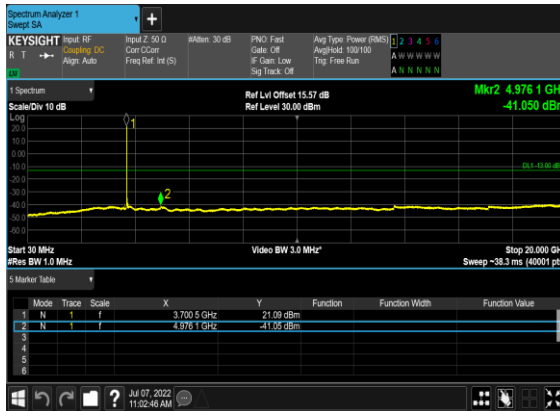 Spectrum Analyzer 1
Swept SA
KEYSIGHT
R T
Input: RF
Coupling: DC
Align: Auto
Input Z: 50 Ω
Corr CCorr
Freq Ref: Int (S)
#Atten: 30 dB
PNO: Fast
Gate: Off
IF Gain: Low
Sig Track: Off
Avg Type: Power (RMS)
Avg|Hold: 100/100
Trig: Free Run
1 2 3 4 5 6
A W W W W W
A N N N N N
1 Spectrum
Scale/Div 10 dB
Ref Lvl Offset 15.57 dB
Ref Level 30.00 dBm
Mkr2 4.976 1 GH
-41.050 dBr
Log
20.0
10.0
0.00
-10.0
-20.0
-30.0
-40.0
-50.0
-60.0
1
2
DL1 -13.00 dB
Start 30 MHz
#Res BW 1.0 MHz
Video BW 3.0 MHz*
Stop 20.000 GH
Sweep ~38.3 ms (40001 pt
5 Marker Table
Mode Trace Scale X Y Function Function Width Function Value
1 N 1 f 3.700 5 GHz 21.09 dBm
2 N 1 f 4.976 1 GHz -41.05 dBm
3
4
5
6
?
Jul 07, 2022
11:02:46 AM